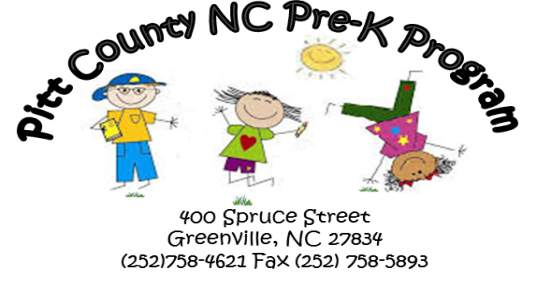 Pitt County NC Pre-K Program
400 Spruce Street
Greenville, NC 27834
(252)758-4621 Fax (252) 758-5893